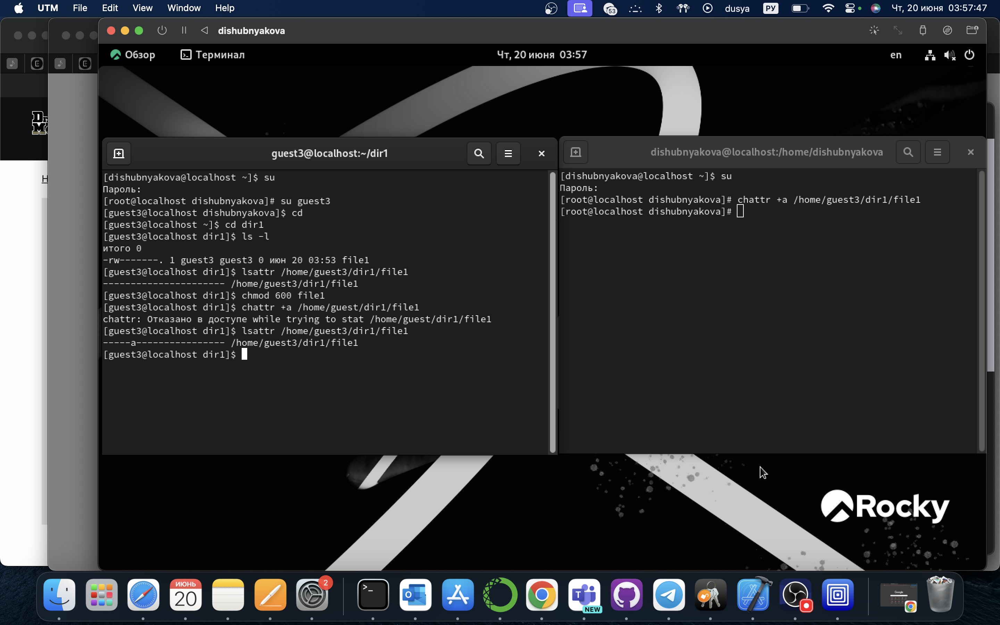 UTM File Edit View Window Help 53 dusya РУ Чт, 20 июня 03:57:47
dishubnyakova
Обзор Терминал Чт, 20 июня 03:57 en
guest3@localhost:~/dir1
[dishubnyakova@localhost ~]$ su
Пароль:
[root@localhost dishubnyakova]# su guest3
[guest3@localhost dishubnyakova]$ cd
[guest3@localhost ~]$ cd dir1
[guest3@localhost dir1]$ ls -l
итого 0
-rw-------. 1 guest3 guest3 0 июн 20 03:53 file1
[guest3@localhost dir1]$ lsattr /home/guest3/dir1/file1
---------------------- /home/guest3/dir1/file1
[guest3@localhost dir1]$ chmod 600 file1
[guest3@localhost dir1]$ chattr +a /home/guest/dir1/file1
chattr: Отказано в доступе while trying to stat /home/guest/dir1/file1
[guest3@localhost dir1]$ lsattr /home/guest3/dir1/file1
-----a---------------- /home/guest3/dir1/file1
[guest3@localhost dir1]$
dishubnyakova@localhost:/home/dishubnyakova
[dishubnyakova@localhost ~]$ su
Пароль:
[root@localhost dishubnyakova]# chattr +a /home/guest3/dir1/file1
[root@localhost dishubnyakova]#
Rocky
ИЮНЬ
20
2
NEW
Google